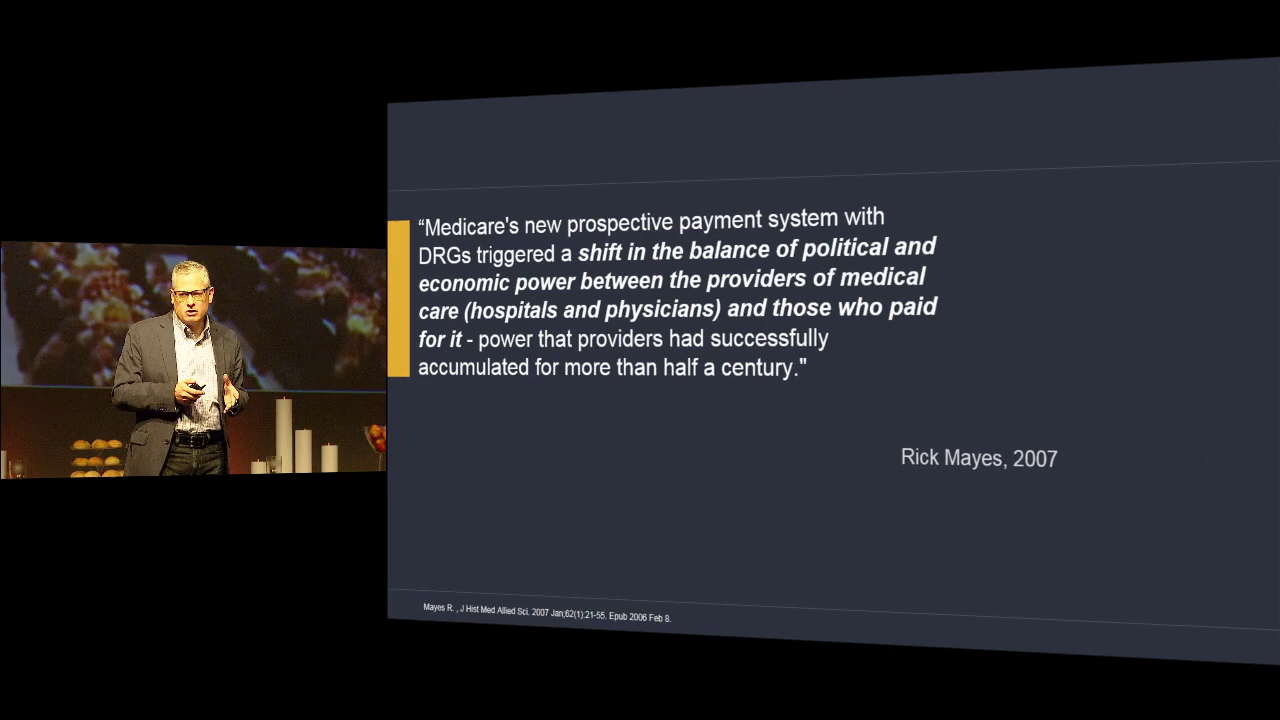 “Medicare's new prospective payment system with
DRGs triggered a shift in the balance of political and
economic power between the providers of medical
care (hospitals and physicians) and those who paid
for it - power that providers had successfully
accumulated for more than half a century."
Rick Mayes, 2007
Mayes R. , J Hist Med Allied Sci. 2007 Jan;62(1):21-55. Epub 2006 Feb 8.